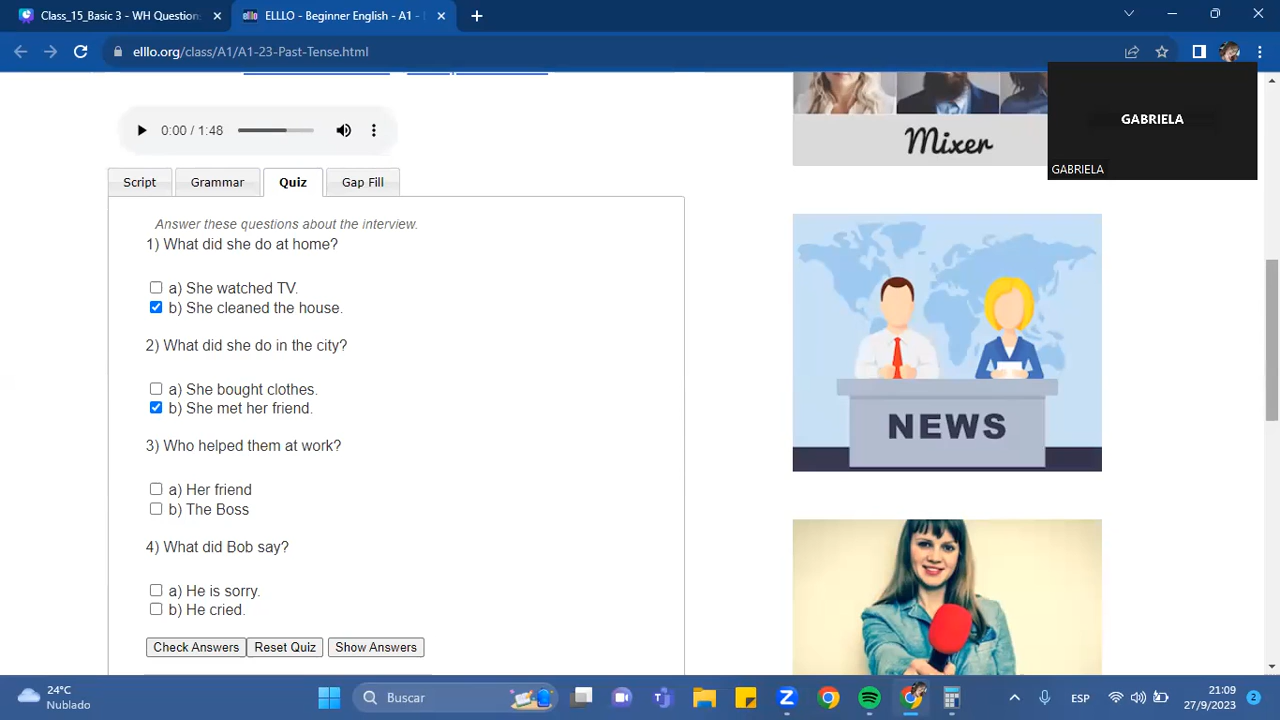 Class_15_Basic 3 - WH Question
ELLLO - Beginner English - A1 -
elllo.org/class/A1/A1-23-Past-Tense.html
0:00 / 1:48
Mixer
GABRIELA
GABRIELA
Script
Grammar
Quiz
Gap Fill
Answer these questions about the interview.
1) What did she do at home?
a) She watched TV.
b) She cleaned the house.
2) What did she do in the city?
a) She bought clothes.
b) She met her friend.
3) Who helped them at work?
a) Her friend
b) The Boss
4) What did Bob say?
a) He is sorry.
b) He cried.
Check Answers
Reset Quiz
Show Answers
NEWS
24°C
Nublado
Buscar
ESP
21:09
27/9/2023
2